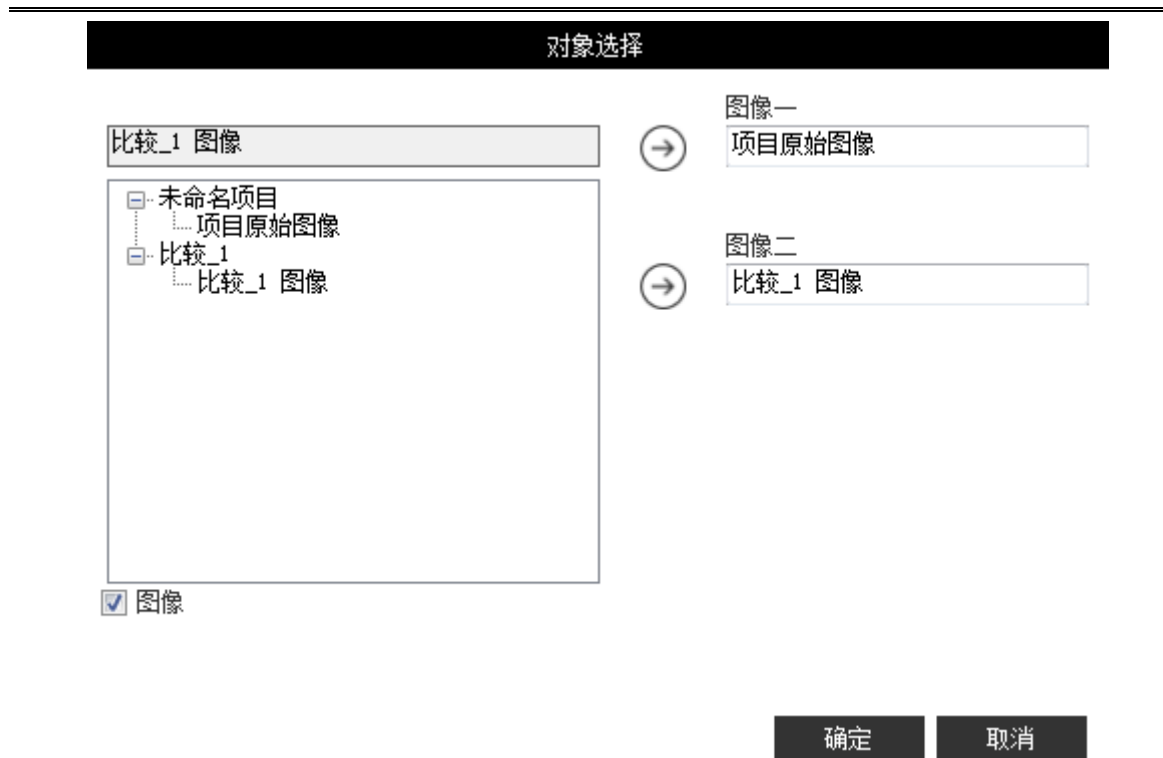 对象选择
图像一
比较_1 图像
项目原始图像
未命名项目
项目原始图像
比较_1
比较_1 图像
图像二
比较_1 图像
图像
确定
取消